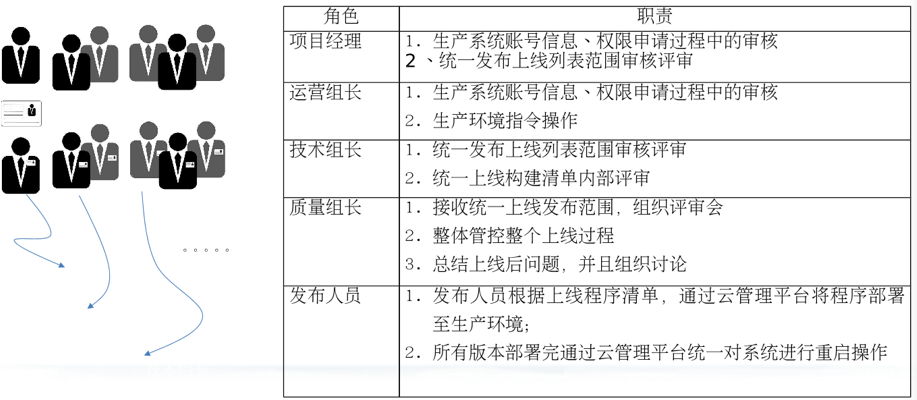 角色 职责
项目经理 1. 生产系统账号信息、权限申请过程中的审核
2、统一发布上线列表范围审核评审
运营组长 1. 生产系统账号信息、权限申请过程中的审核
2. 生产环境指令操作
技术组长 1. 统一发布上线列表范围审核评审
2. 统一上线构建清单内部评审
质量组长 1. 接收统一上线发布范围，组织评审会
2. 整体管控整个上线过程
3. 总结上线后问题，并且组织讨论
发布人员 1. 发布人员根据上线程序清单，通过云管理平台将程序部署
至生产环境；
2. 所有版本部署完通过云管理平台统一对系统进行重启操作